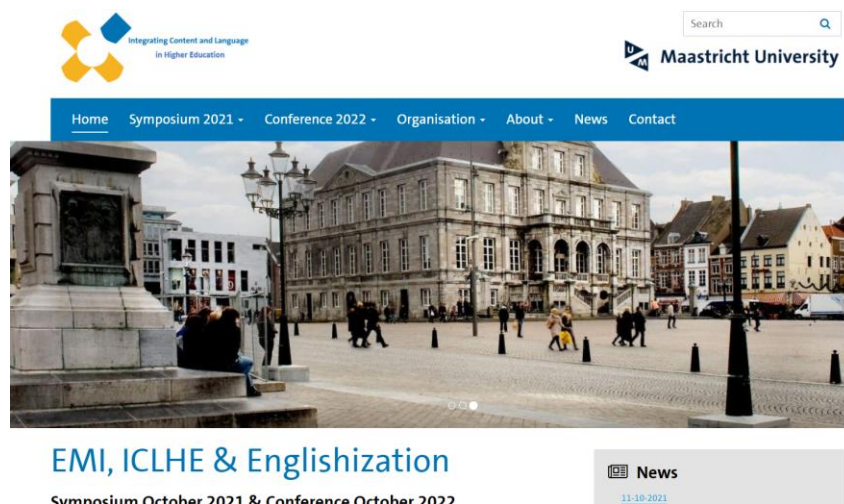 Integrating Content and Language
in Higher Education
Search
Maastricht University
Home Symposium 2021 Conference 2022 Organisation About News Contact
EMI, ICLHE & Englishization
Symposium October 2021 & Conference October 2022
News
11-10-2021